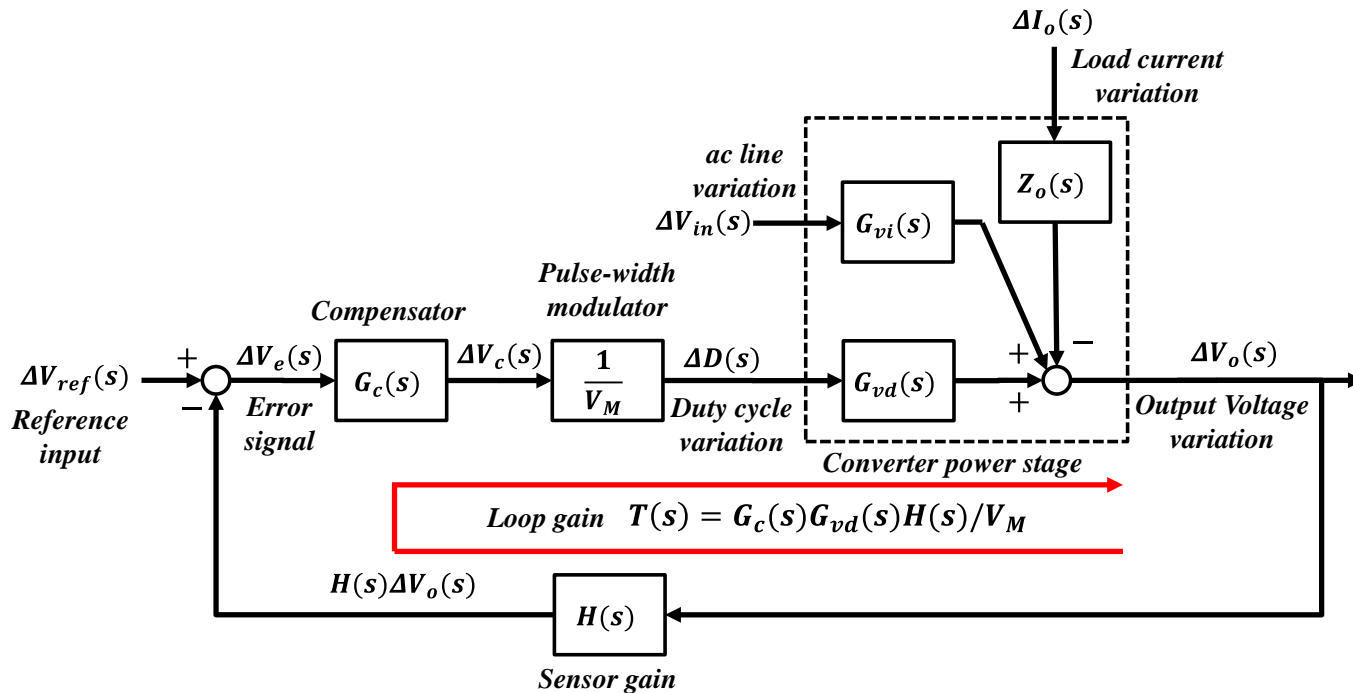 ΔI_o(s)
Load current
variation
ac line
variation
Z_o(s)
ΔV_in(s)
G_vi(s)
Pulse-width
modulator
Compensator
+
ΔV_ref(s)
−
Reference
input
ΔV_e(s)
Error
signal
G_c(s)
ΔV_c(s)
1
V_M
ΔD(s)
Duty cycle
variation
G_vd(s)
+
+
−
ΔV_o(s)
Output Voltage
variation
Converter power stage
Loop gain T(s) = G_c(s)G_vd(s)H(s)/V_M
H(s)ΔV_o(s)
H(s)
Sensor gain